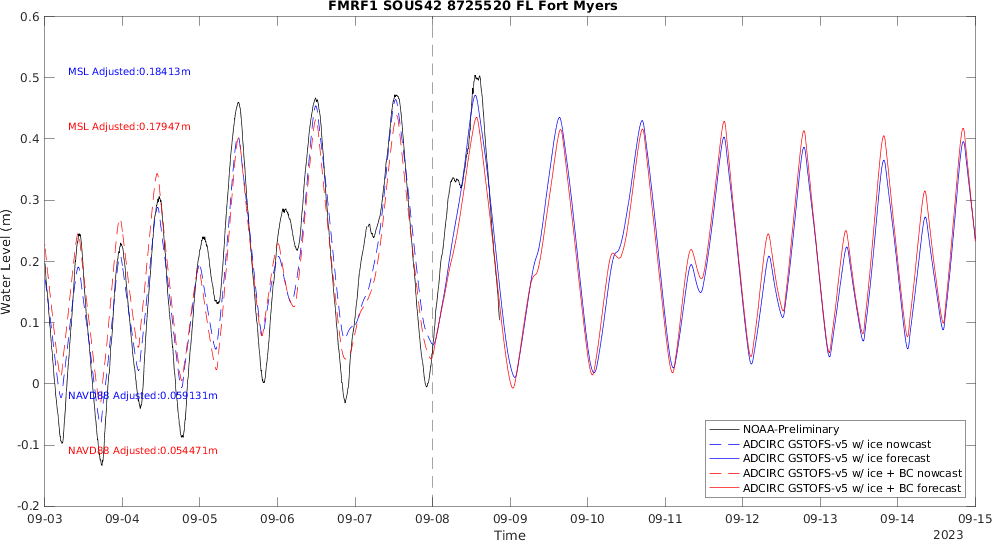 FMRF1 SOUS42 8725520 FL Fort Myers
0.6
0.5
0.4
0.3
0.2
0.1
0
-0.1
-0.2
Water Level (m)
MSL Adjusted:0.18413m
MSL Adjusted:0.17947m
NAVD88 Adjusted:0.059131m
NAVD88 Adjusted:0.054471m
NOAA-Preliminary
ADCIRC GSTOFS-v5 w/ ice nowcast
ADCIRC GSTOFS-v5 w/ ice forecast
ADCIRC GSTOFS-v5 w/ ice + BC nowcast
ADCIRC GSTOFS-v5 w/ ice + BC forecast
09-03 09-04 09-05 09-06 09-07 09-08 09-09 09-10 09-11 09-12 09-13 09-14 09-15
Time
2023